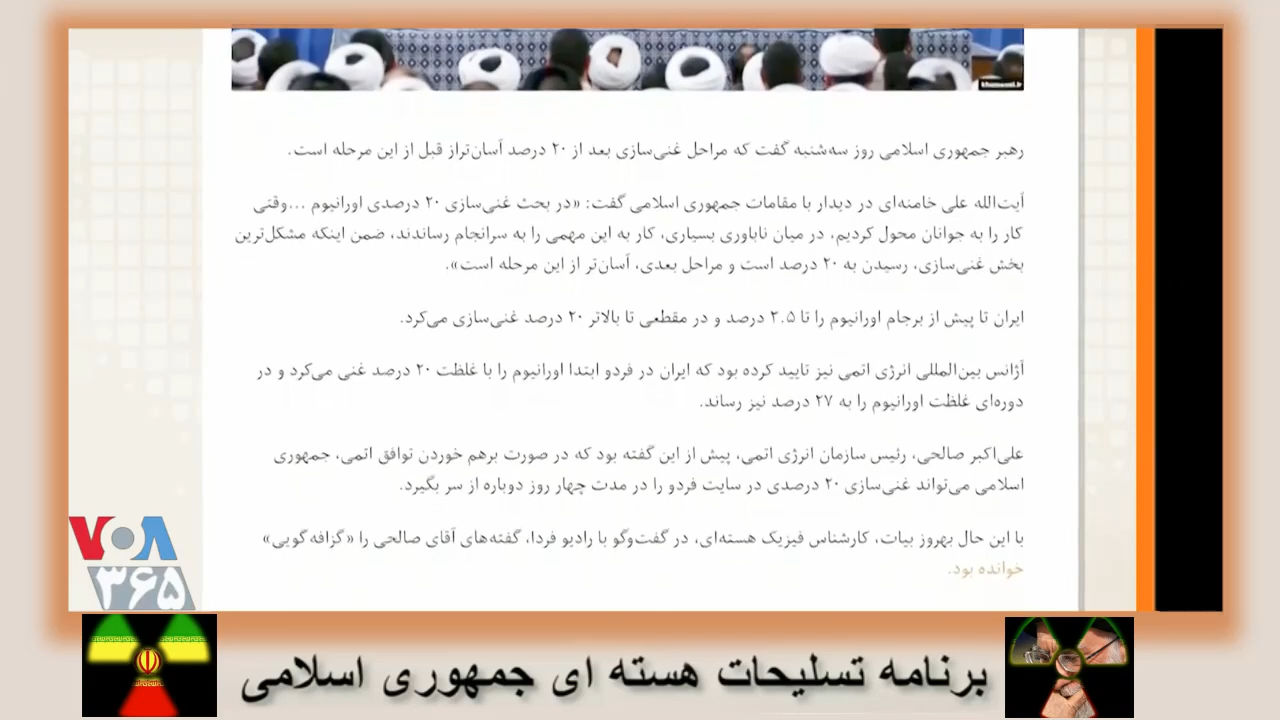 khamenei.ir
رهبر جمهوری اسلامی روز سه‌شنبه گفت که مراحل غنی‌سازی بعد از ۲۰ درصد آسان‌تراز قبل از این مرحله است.
آیت‌الله علی خامنه‌ای در دیدار با مقامات جمهوری اسلامی گفت: «در بحث غنی‌سازی ۲۰ درصدی اورانیوم ...وقتی
کار را به جوانان محول کردیم، در میان ناباوری بسیاری، کار به این مهمی را به سرانجام رساندند، ضمن اینکه مشکل‌ترین
بخش غنی‌سازی، رسیدن به ۲۰ درصد است و مراحل بعدی، آسان‌تر از این مرحله است».
ایران تا پیش از برجام اورانیوم را تا ۳.۵ درصد و در مقطعی تا بالاتر ۲۰ درصد غنی‌سازی می‌کرد.
آژانس بین‌المللی انرژی اتمی نیز تایید کرده بود که ایران در فردو ابتدا اورانیوم را با غلظت ۲۰ درصد غنی می‌کرد و در
دوره‌ای غلظت اورانیوم را به ۲۷ درصد نیز رساند.
علی‌اکبر صالحی، رئیس سازمان انرژی اتمی، پیش از این گفته بود که در صورت برهم خوردن توافق اتمی، جمهوری
اسلامی می‌تواند غنی‌سازی ۲۰ درصدی در سایت فردو را در مدت چهار روز دوباره از سر بگیرد.
با این حال بهروز بیات، کارشناس فیزیک هسته‌ای، در گفت‌وگو با رادیو فردا، گفته‌های آقای صالحی را «گزافه‌گویی»
خوانده بود.
VOA
۳۶۵
برنامه تسلیحات هسته ای جمهوری اسلامی